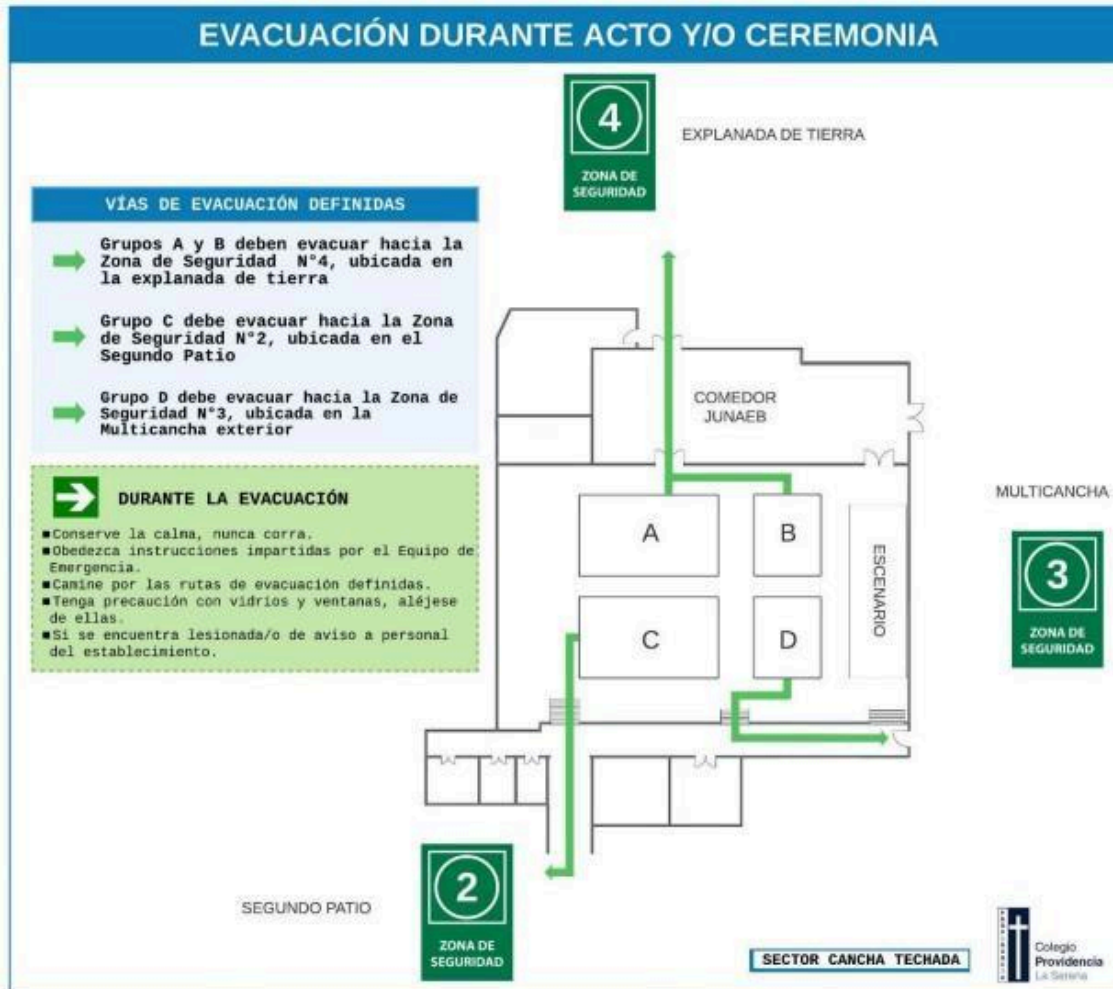 EVACUACIÓN DURANTE ACTO Y/O CEREMONIA
4
ZONA DE
SEGURIDAD
EXPLANADA DE TIERRA
VÍAS DE EVACUACIÓN DEFINIDAS
Grupos A y B deben evacuar hacia la
Zona de Seguridad N°4, ubicada en
la explanada de tierra
Grupo C debe evacuar hacia la Zona
de Seguridad N°2, ubicada en el
Segundo Patio
Grupo D debe evacuar hacia la Zona de
Seguridad N°3, ubicada en la
Multicancha exterior
DURANTE LA EVACUACIÓN
■Conserve la calma, nunca corra.
■Obedezca instrucciones impartidas por el Equipo de
Emergencia.
■Camine por las rutas de evacuación definidas.
■Tenga precaución con vidrios y ventanas, aléjese
de ellas.
■Si se encuentra lesionada/o de aviso a personal
del establecimiento.
COMEDOR
JUNAEB
A
B
C
D
ESCENARIO
MULTICANCHA
3
ZONA DE
SEGURIDAD
SEGUNDO PATIO
2
ZONA DE
SEGURIDAD
SECTOR CANCHA TECHADA
PROVIDENCIA
Colegio
Providencia
La Serena